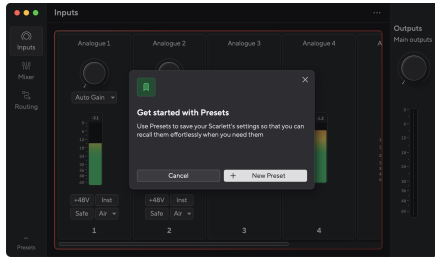 Inputs
Outputs
Main outputs
Inputs
Mixer
Routing
Presets
Analogue 1
Analogue 2
Analogue 3
Analogue 4
A
Auto Gain
Get started with Presets
Use Presets to save your Scarlett's settings so that you can
recall them effortlessly when you need them
Cancel
+ New Preset
+48V Inst
Safe Air
1
+48V Inst
Safe Air
2
3
4